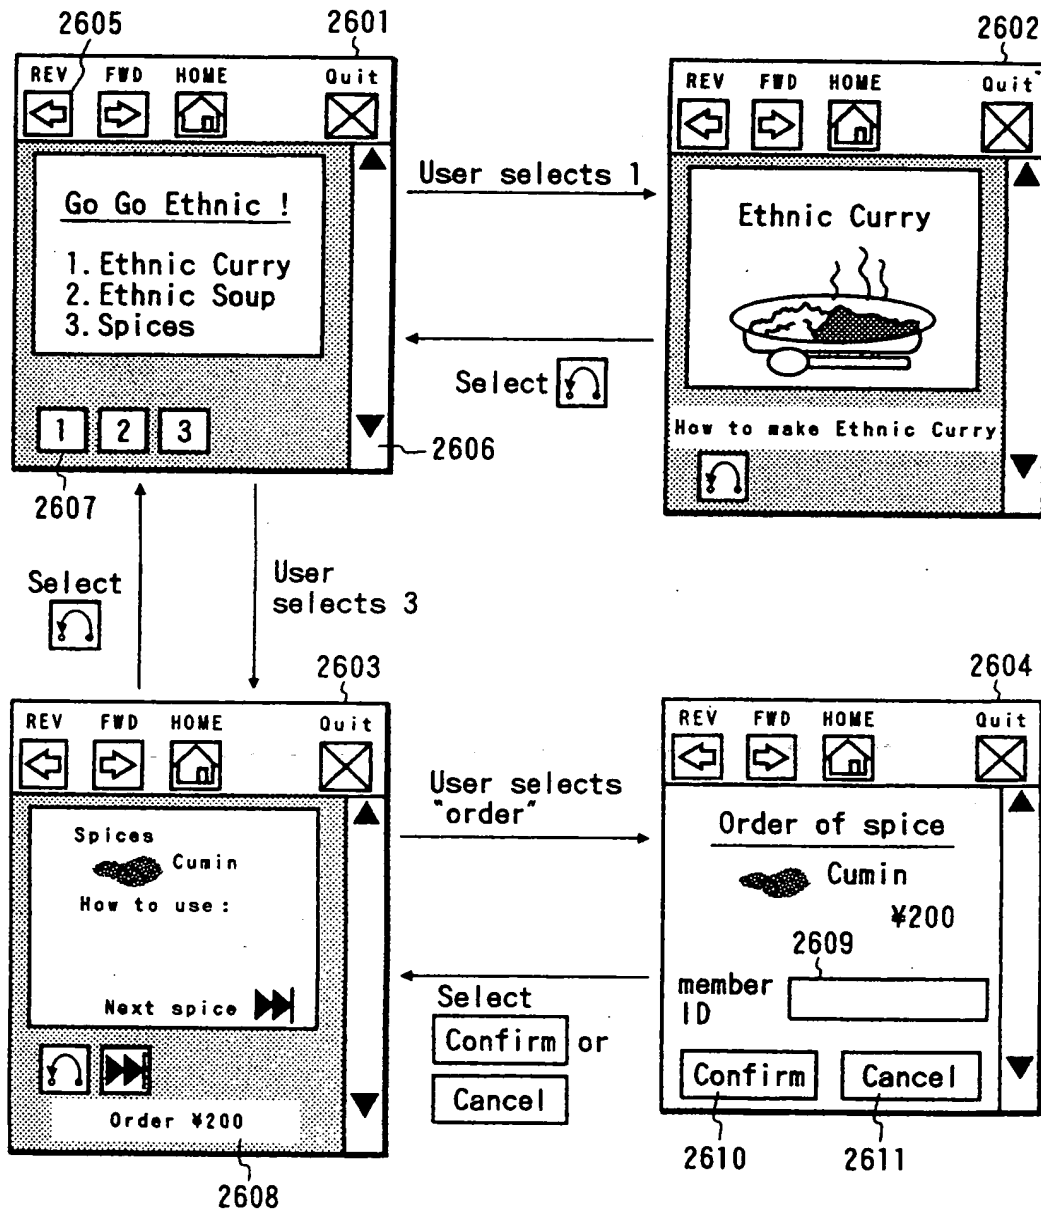 2605
2601
2602
REV FWD HOME Quit
REV FWD HOME Quit
User selects 1
Go Go Ethnic !
1. Ethnic Curry
2. Ethnic Soup
3. Spices
Ethnic Curry
Select
1 2 3
2606
2607
How to make Ethnic Curry
Select
User
selects 3
2603
2604
REV FWD HOME Quit
REV FWD HOME Quit
User selects
"order"
Spices
Cumin
How to use:
Next spice
Order ¥200
2608
Order of spice
Cumin
¥200
2609
member
ID
Select
Confirm or
Cancel
Confirm Cancel
2610 2611